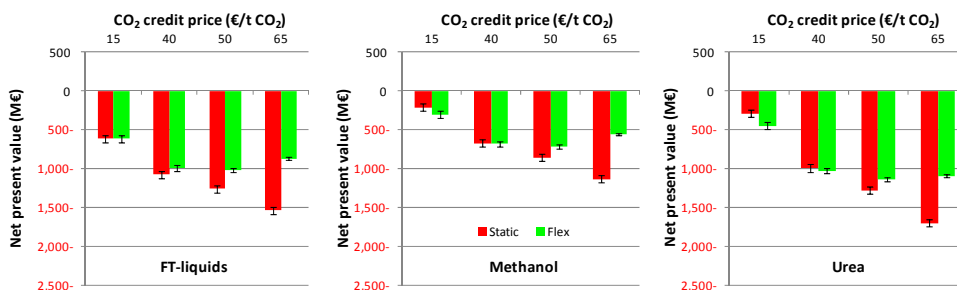 CO₂ credit price (€/t CO₂)
15 40 50 65
500
0
500-
1,000-
1,500-
2,000-
2,500-
Net present value (M€)
FT-liquids
CO₂ credit price (€/t CO₂)
15 40 50 65
500
0
500-
1,000-
1,500-
2,000-
2.500-
Net present value (M€)
Static Flex
Methanol
CO₂ credit price (€/t CO₂)
15 40 50 65
500
0
500-
1,000-
1,500-
2,000-
2.500-
Net present value (M€)
Urea